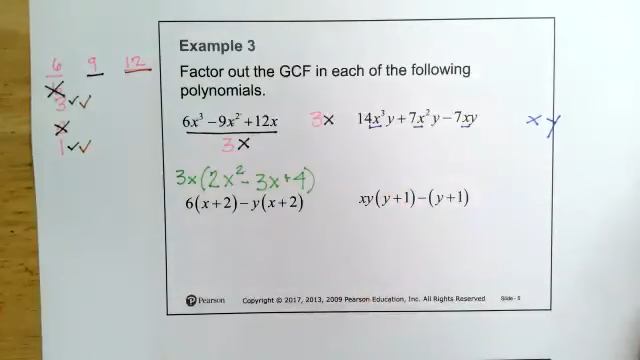 Example 3
6 9 12
Factor out the GCF in each of the following
polynomials.
3 ✓✓
6x³ − 9x² + 12x 3x 14x³y + 7x²y − 7xy xy
1 ✓✓
3x
3x(2x² − 3x + 4)
6(x + 2) − y(x + 2) xy(y + 1) − (y + 1)
Pearson Copyright © 2017, 2013, 2009 Pearson Education, Inc. All Rights Reserved Slide - 5